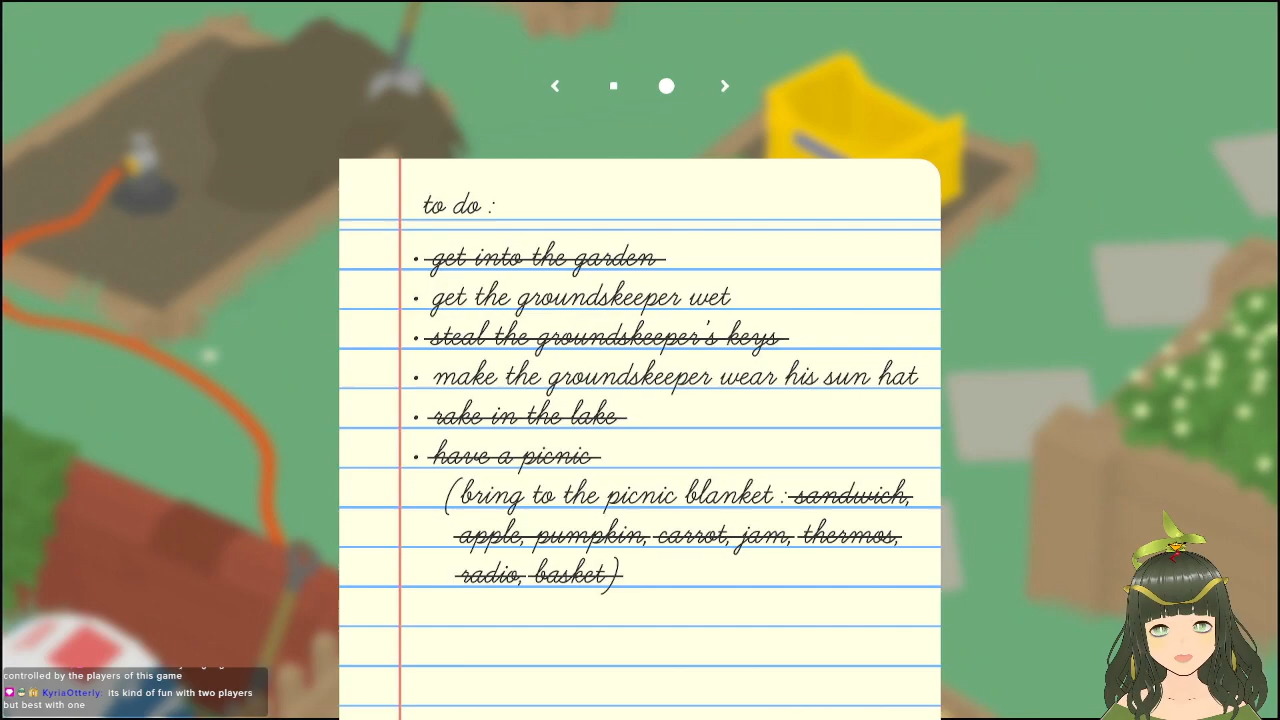 to do :
• get into the garden
• get the groundskeeper wet
• steal the groundskeeper's keys
• make the groundskeeper wear his sun hat
• rake in the lake
• have a picnic
(bring to the picnic blanket : sandwich,
apple, pumpkin, carrot, jam, thermos,
radio, basket)
controlled by the players of this game
KyriaOtterly: its kind of fun with two players
but best with one